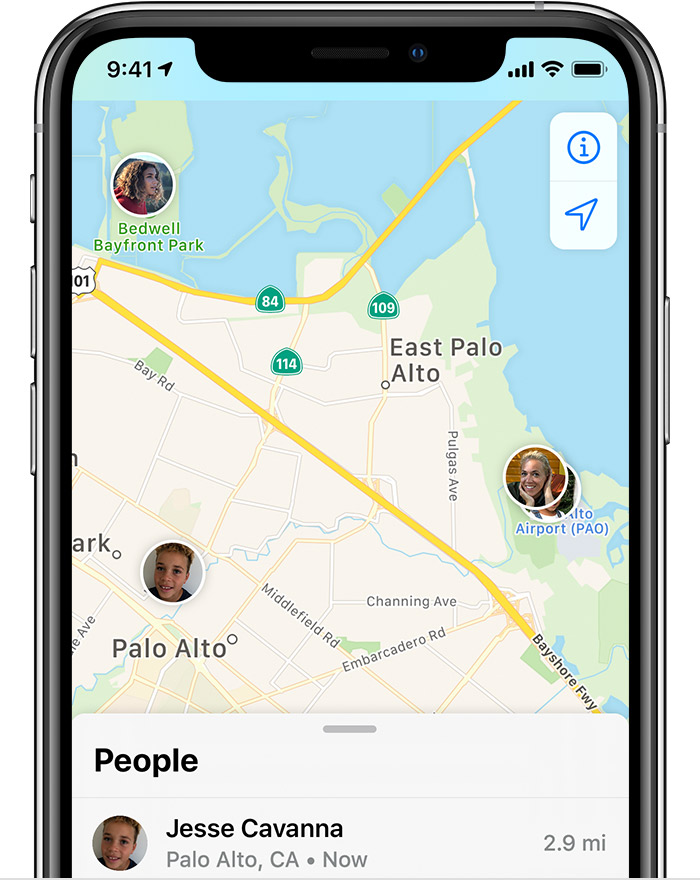 9:41
Bedwell
Bayfront Park
101
84
109
114
East Palo
Alto
Bay Rd
Pulgas Ave
Alto
Airport (PAO)
ark
Channing Ave
Middlefield Rd
Embarcadero Rd
Palo Alto
le Ave
Bayshore Fwy
People
Jesse Cavanna
2.9 mi
Palo Alto, CA • Now